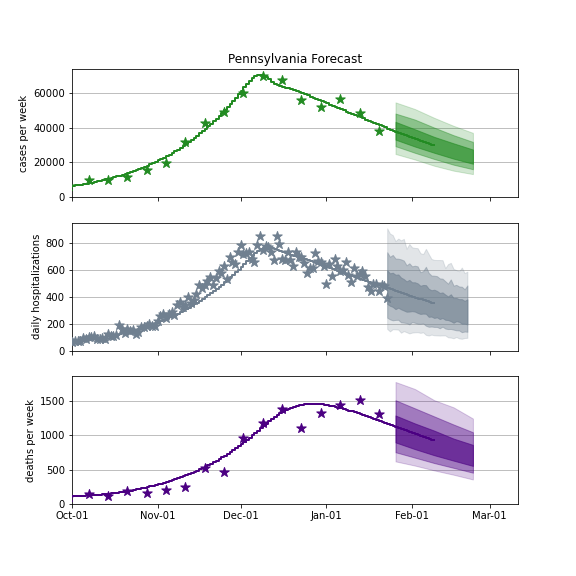 Pennsylvania Forecast
60000
40000
20000
0
cases per week
800
600
400
200
0
daily hospitalizations
1500
1000
500
0
deaths per week
Oct-01 Nov-01 Dec-01 Jan-01 Feb-01 Mar-01